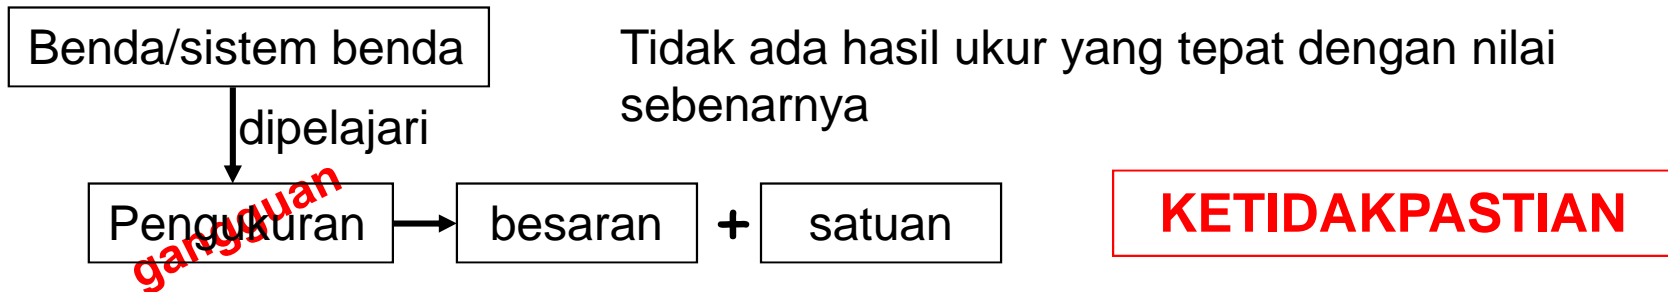 Benda/sistem benda
Tidak ada hasil ukur yang tepat dengan nilai
sebenarnya
dipelajari
Pengukuran
gangguan
besaran
+
satuan
KETIDAKPASTIAN